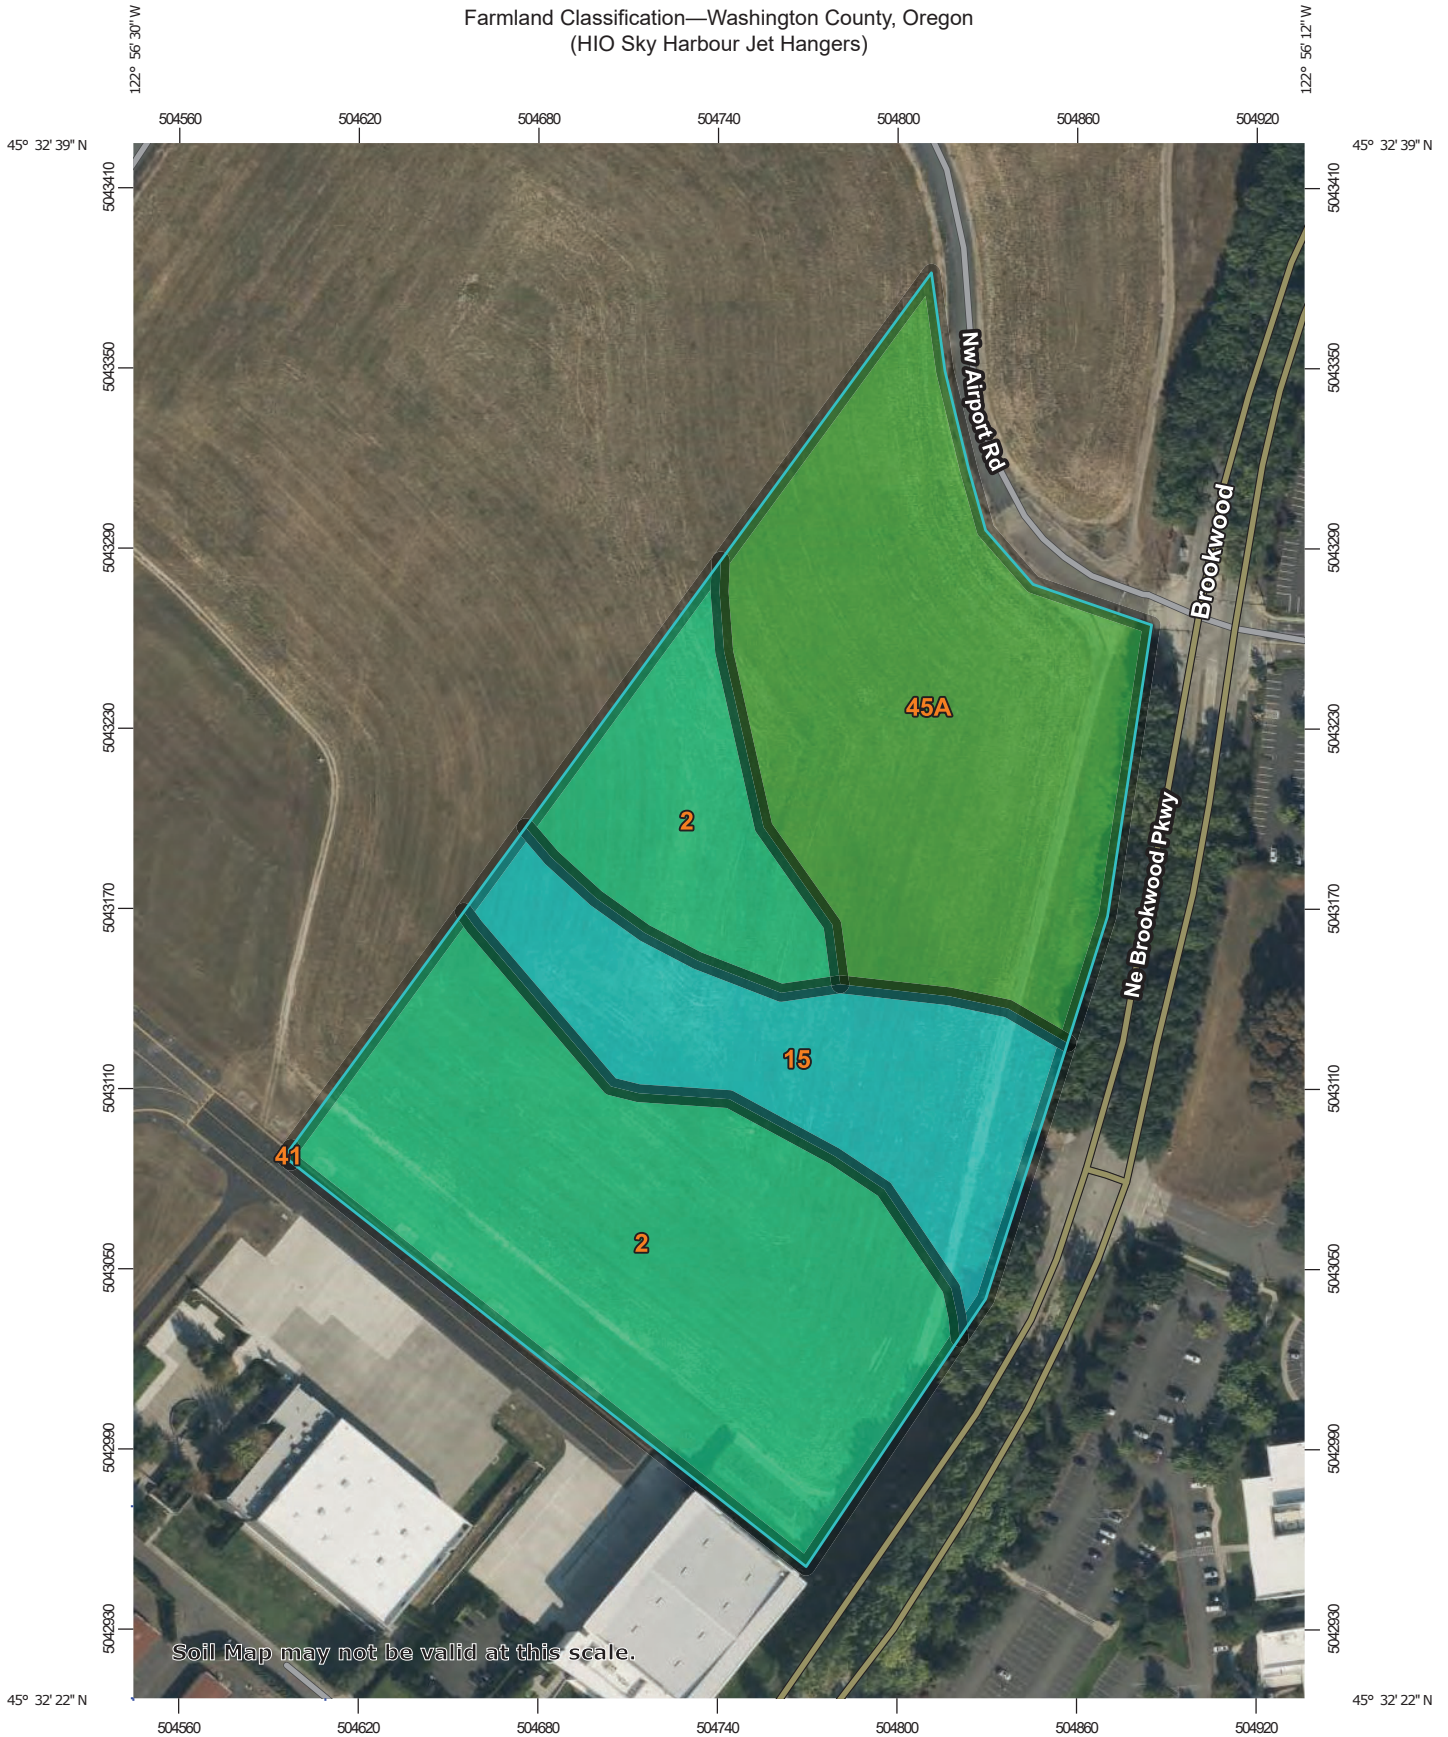 Farmland Classification—Washington County, Oregon
(HIO Sky Harbour Jet Hangers)
122° 56' 30" W
122° 56' 12" W
504560 504620 504680 504740 504800 504860 504920
45° 32' 39" N
45° 32' 39" N
5043410
5043410
5043350
5043350
Nw Airport Rd
5043290
5043290
Brookwood
45A
5043230
5043230
2
Ne Brookwood Pkwy
5043170
5043170
15
5043110
5043110
41
2
5043050
5043050
5042990
5042990
5042930
5042930
Soil Map may not be valid at this scale.
45° 32' 22" N
45° 32' 22" N
504560 504620 504680 504740 504800 504860 504920